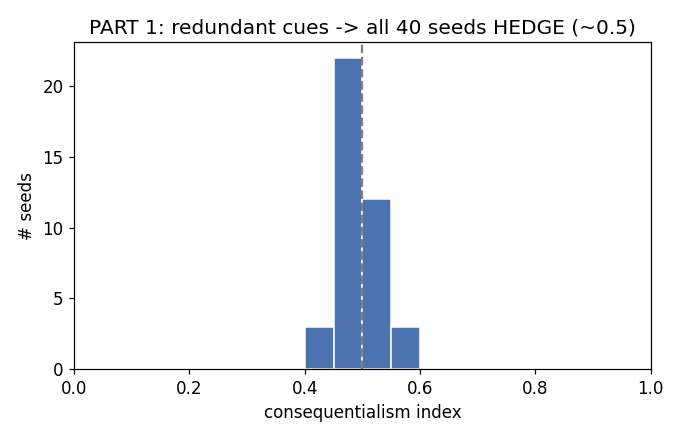 PART 1: redundant cues -> all 40 seeds HEDGE (~0.5)
# seeds
20
15
10
5
0
0.0 0.2 0.4 0.6 0.8 1.0
consequentialism index